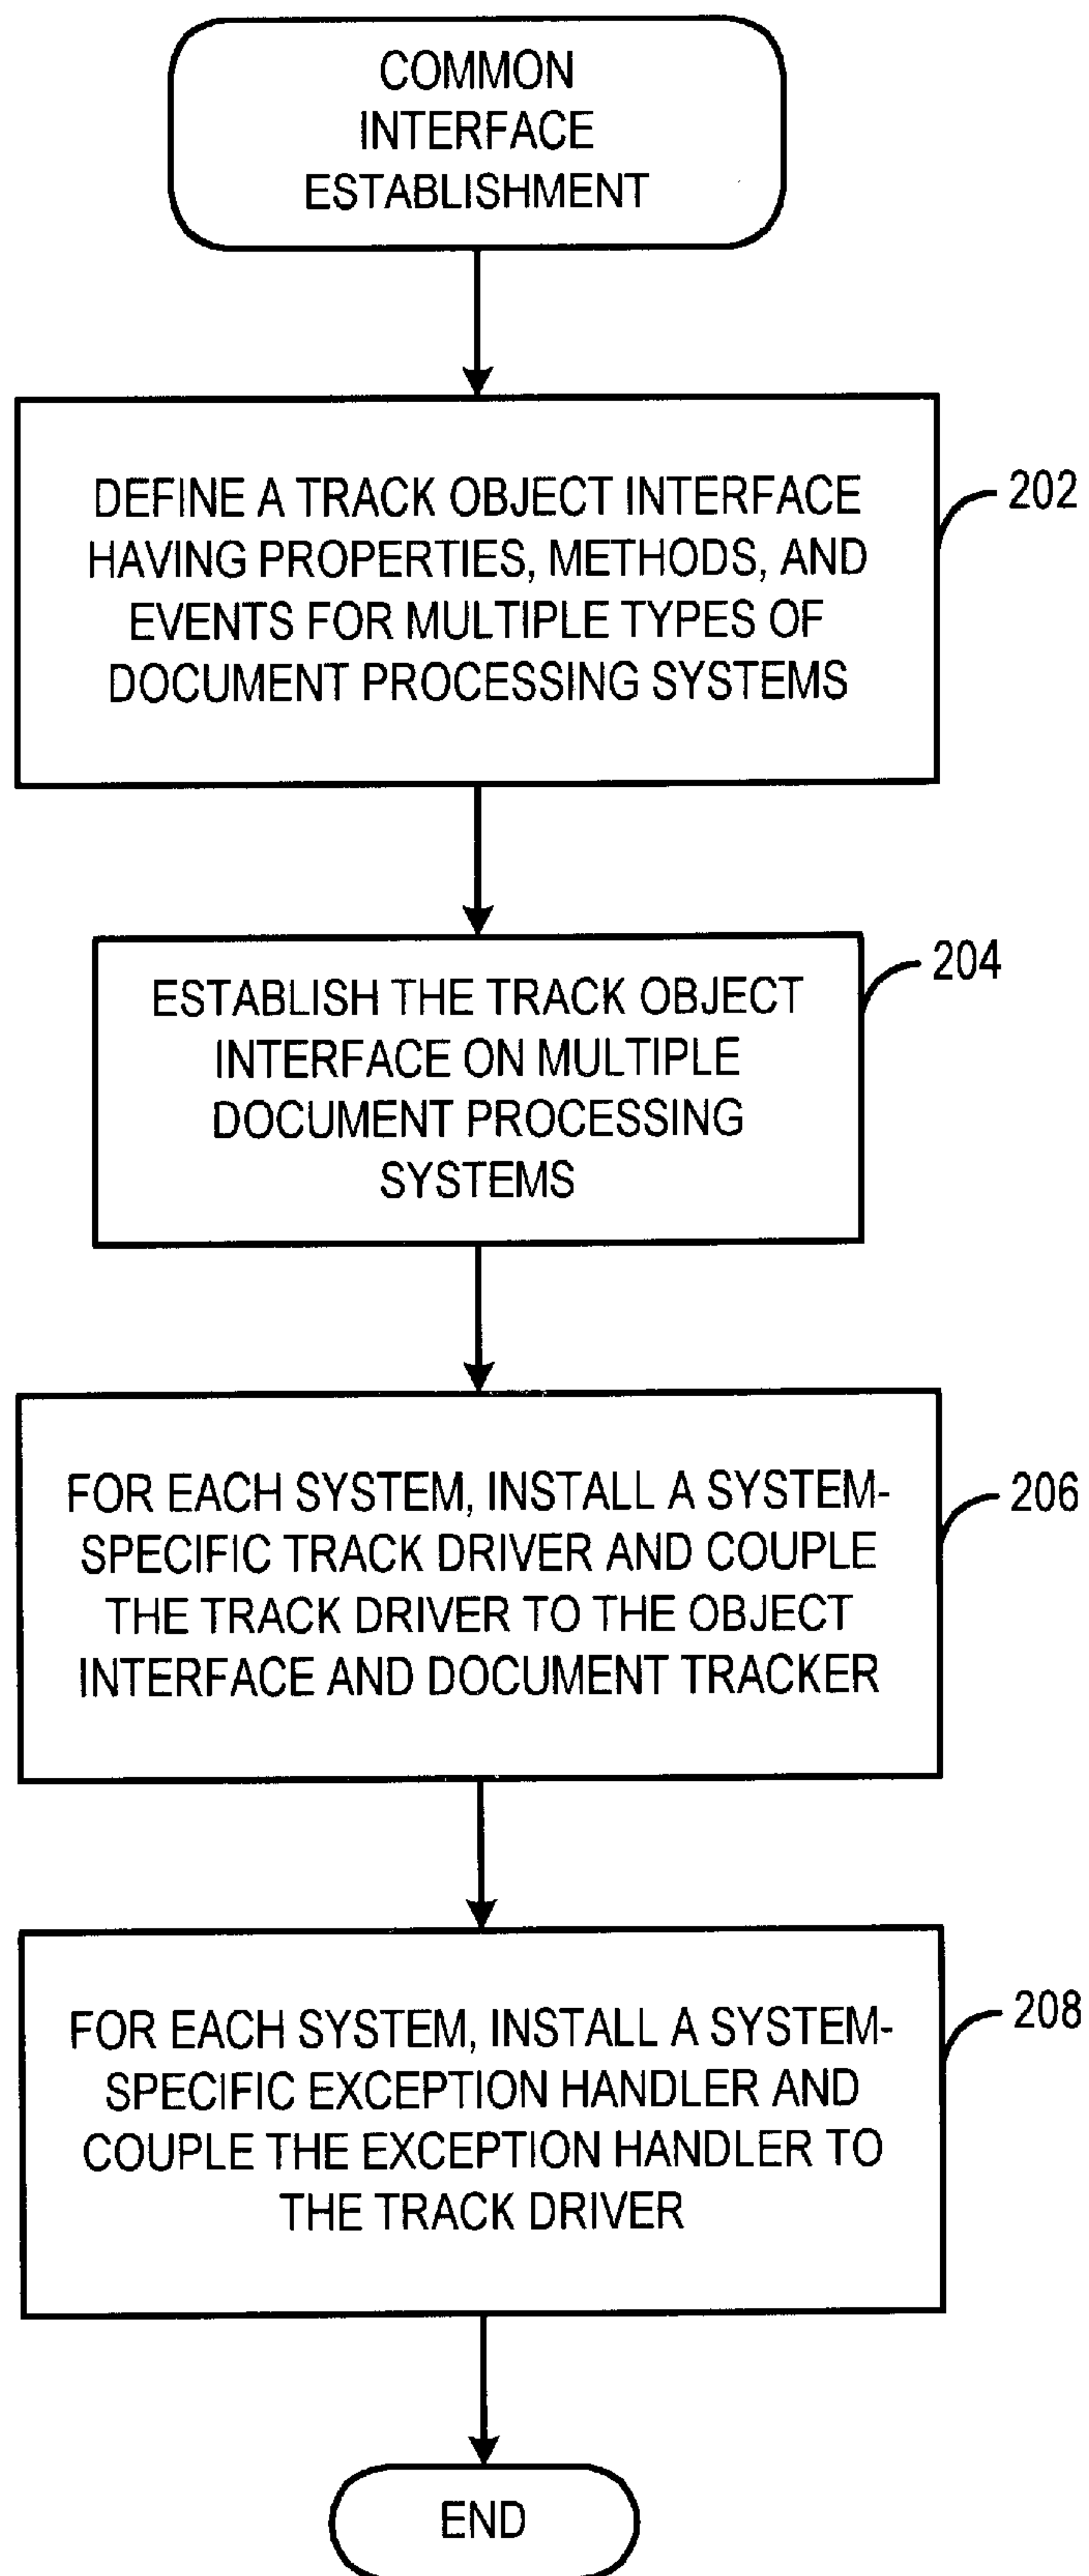 COMMON
INTERFACE
ESTABLISHMENT
DEFINE A TRACK OBJECT INTERFACE
HAVING PROPERTIES, METHODS, AND
EVENTS FOR MULTIPLE TYPES OF
DOCUMENT PROCESSING SYSTEMS
202
ESTABLISH THE TRACK OBJECT
INTERFACE ON MULTIPLE
DOCUMENT PROCESSING
SYSTEMS
204
FOR EACH SYSTEM, INSTALL A SYSTEM-
SPECIFIC TRACK DRIVER AND COUPLE
THE TRACK DRIVER TO THE OBJECT
INTERFACE AND DOCUMENT TRACKER
206
FOR EACH SYSTEM, INSTALL A SYSTEM-
SPECIFIC EXCEPTION HANDLER AND
COUPLE THE EXCEPTION HANDLER TO
THE TRACK DRIVER
208
END